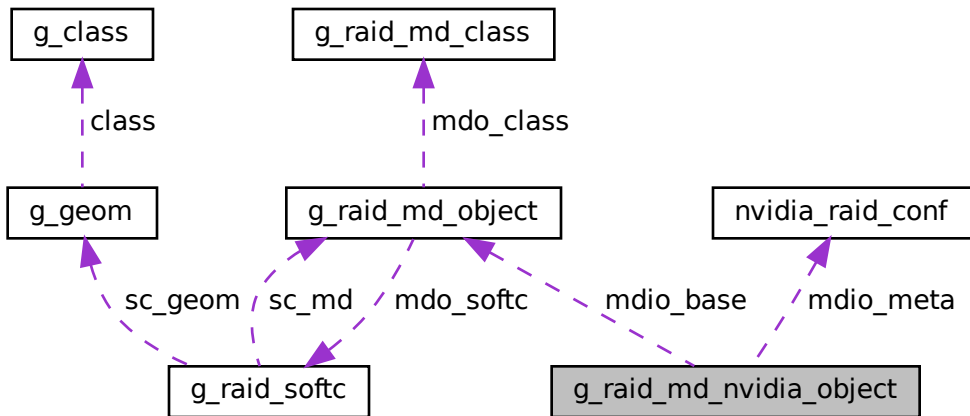 g_class
g_raid_md_class
class
mdo_class
g_geom
g_raid_md_object
nvidia_raid_conf
sc_geom
sc_md
mdo_softc
mdio_base
mdio_meta
g_raid_softc
g_raid_md_nvidia_object